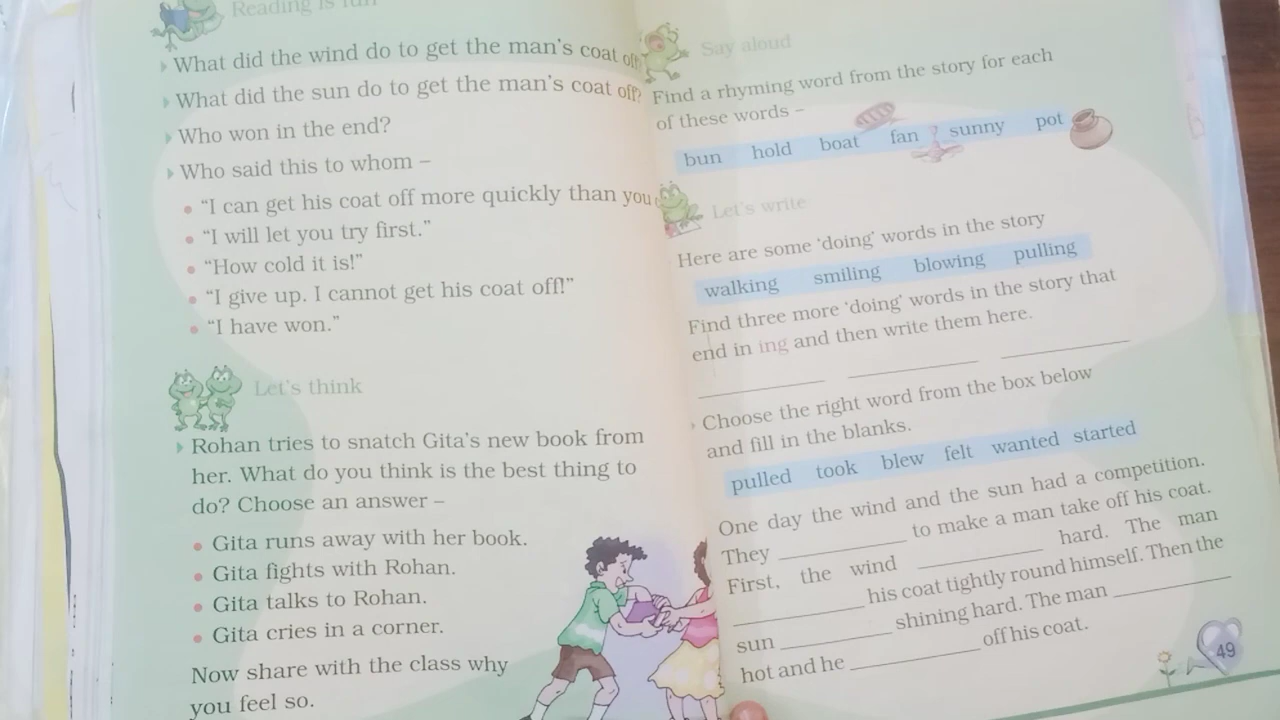 Reading is fun
What did the wind do to get the man's coat off?
What did the sun do to get the man's coat off?
Who won in the end?
Who said this to whom –
"I can get his coat off more quickly than you
"I will let you try first."
"How cold it is!"
"I give up. I cannot get his coat off!"
"I have won."
Let's think
Rohan tries to snatch Gita's new book from
her. What do you think is the best thing to
do? Choose an answer –
Gita runs away with her book.
Gita fights with Rohan.
Gita talks to Rohan.
Gita cries in a corner.
Now share with the class why
you feel so.
Say aloud
Find a rhyming word from the story for each
of these words –
bun hold boat fan sunny pot
Let's write
Here are some 'doing' words in the story
walking smiling blowing pulling
Find three more 'doing' words in the story that
end in ing and then write them here.
Choose the right word from the box below
and fill in the blanks.
pulled took blew felt wanted started
One day the wind and the sun had a competition.
They __________ to make a man take off his coat.
First, the wind __________ hard. The man
__________ his coat tightly round himself. Then the
sun __________ shining hard. The man __________
hot and he __________ off his coat.
49